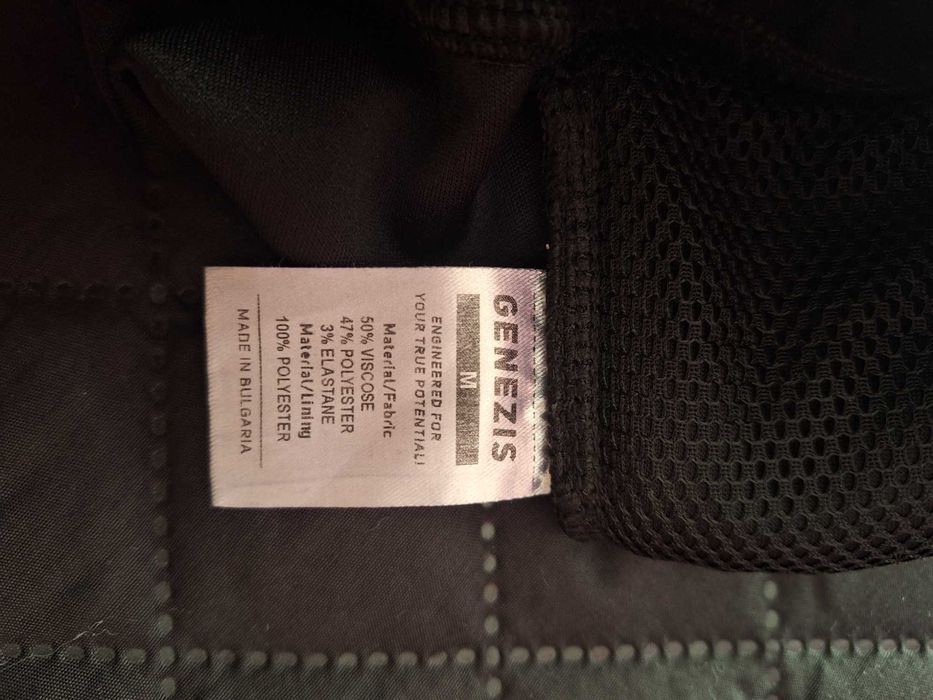 GENEZIS
M
ENGINEERED FOR
YOUR TRUE POTENTIAL!
Material/Fabric
50% VISCOSE
47% POLYESTER
3% ELASTANE
Material/Lining
100% POLYESTER
MADE IN BULGARIA